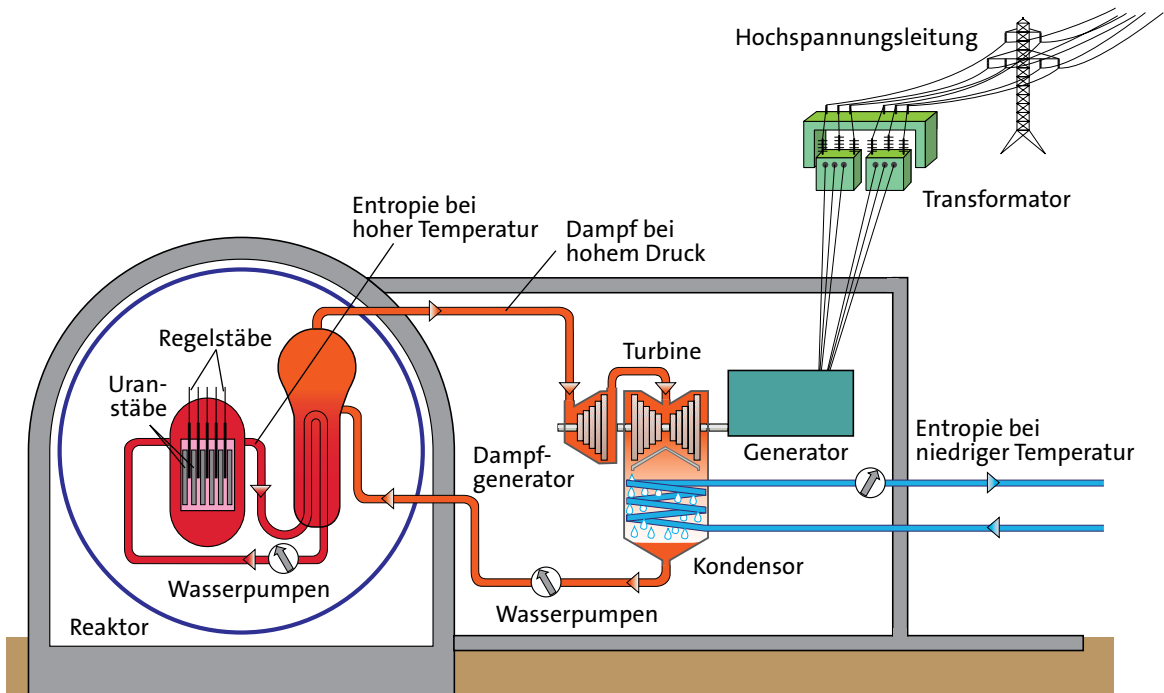 Hochspannungsleitung
Transformator
Entropie bei
hoher Temperatur
Dampf bei
hohem Druck
Regelstäbe
Uran-
stäbe
Turbine
Generator
Entropie bei
niedriger Temperatur
Dampf-
generator
Kondensor
Wasserpumpen
Wasserpumpen
Reaktor